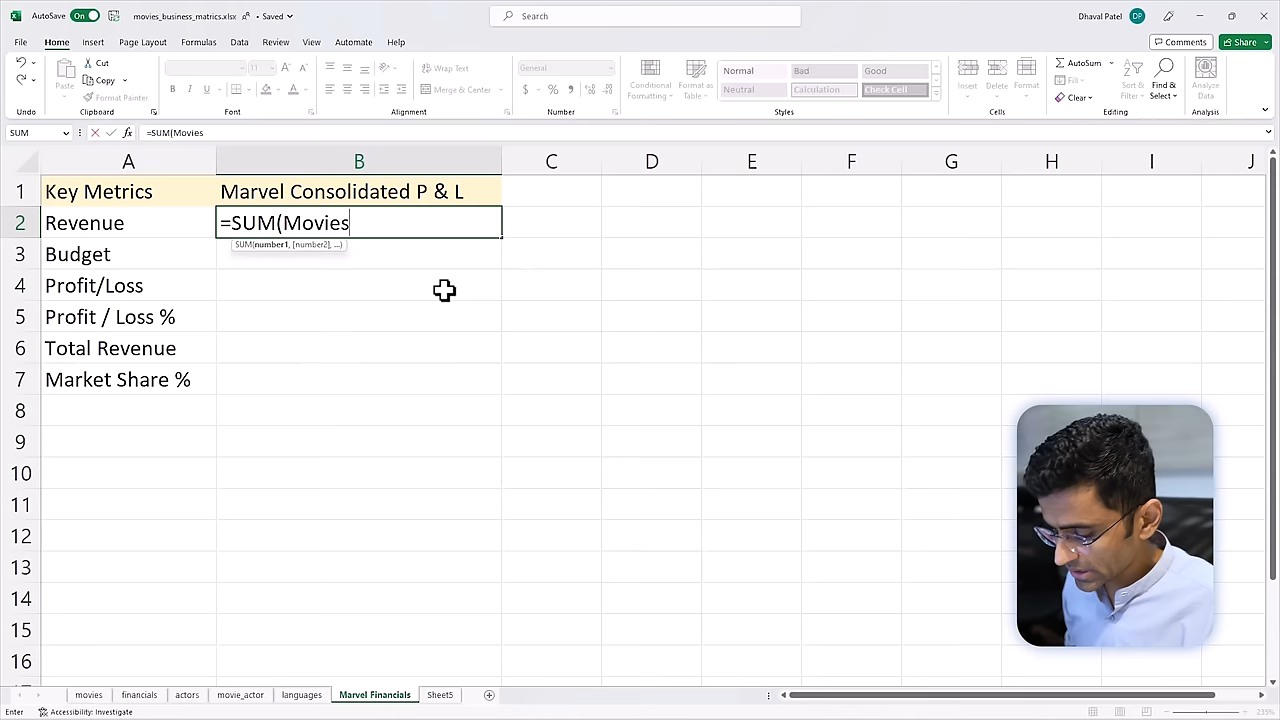 AutoSave On movies_business_matrics.xlsx • Saved Search Dhaval Patel DP
File Home Insert Page Layout Formulas Data Review View Automate Help Comments Share
Cut AutoSum
Paste Copy General Wrap Text Conditional Formatting Format as Table Normal Bad Good Insert Delete Format Fill Sort & Filter Find & Select Analyze Data
Format Painter B I U Merge & Center $ % Neutral Calculation Check Cell Clear
Undo Clipboard Font Alignment Number Styles Cells Editing Analysis
SUM fx =SUM(Movies
A B C D E F G H I J
1 Key Metrics Marvel Consolidated P & L
2 Revenue =SUM(Movies
SUM(number1, [number2], ...)
3 Budget
4 Profit/Loss
5 Profit / Loss %
6 Total Revenue
7 Market Share %
8
9
10
11
12
13
14
15
16
movies financials actors movie_actor languages Marvel Financials Sheet5
Enter Accessibility: Investigate 235%